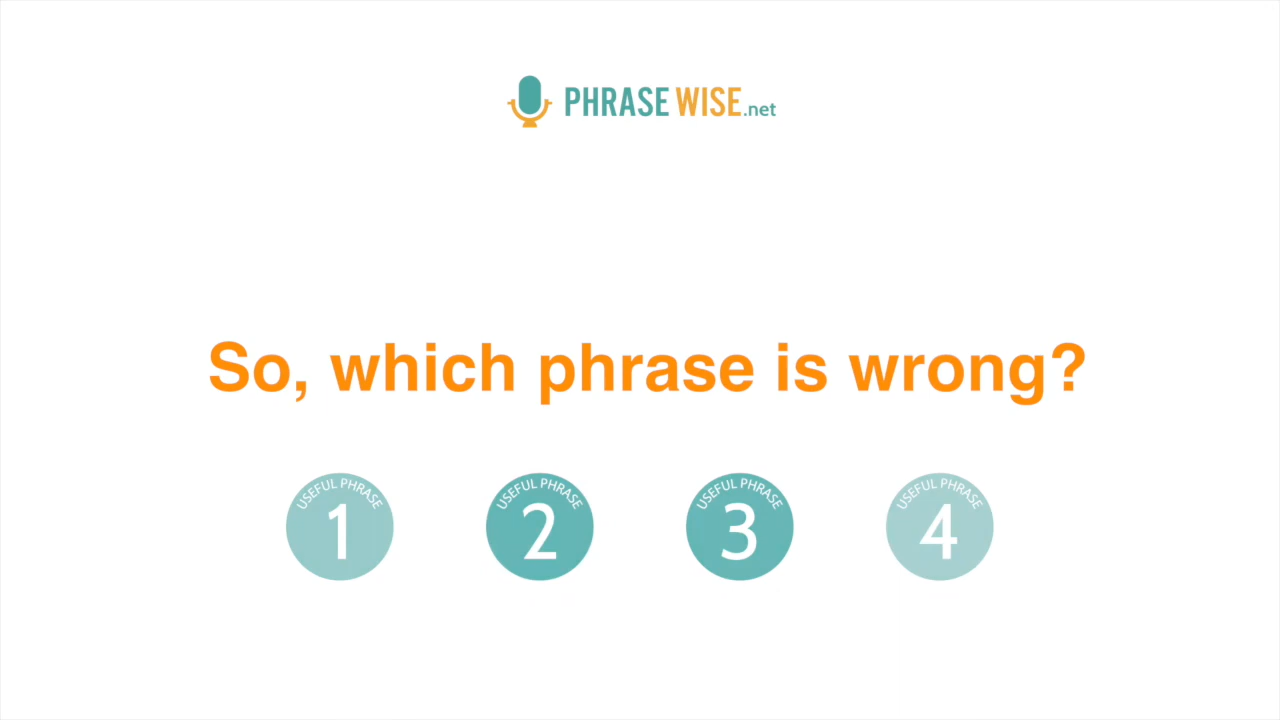 PHRASE WISE.net
So, which phrase is wrong?
USEFUL PHRASE
1
USEFUL PHRASE
2
USEFUL PHRASE
3
USEFUL PHRASE
4